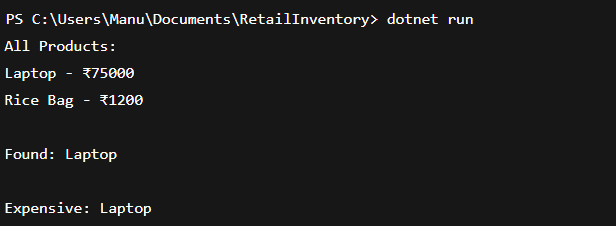 PS C:\Users\Manu\Documents\RetailInventory> dotnet run
All Products:
Laptop - ₹75000
Rice Bag - ₹1200
Found: Laptop
Expensive: Laptop